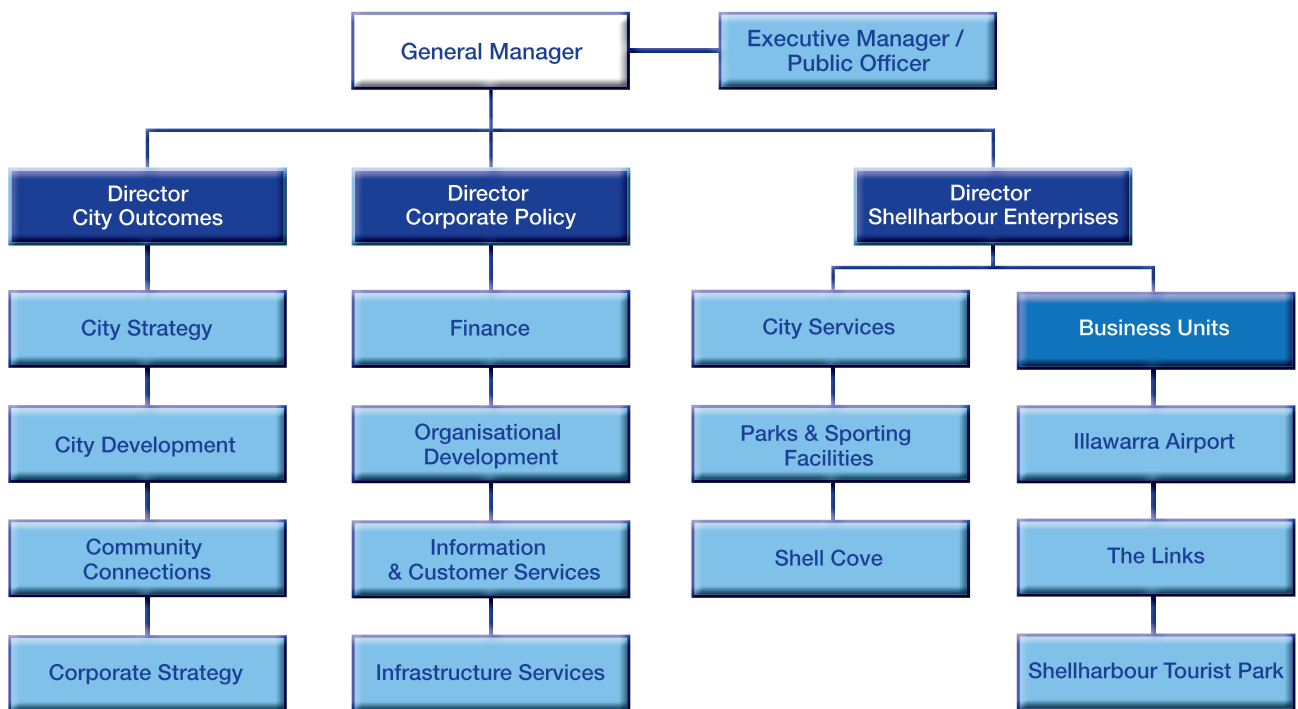 General Manager
Executive Manager /
Public Officer
Director
City Outcomes
Director
Corporate Policy
Director
Shellharbour Enterprises
City Strategy
Finance
City Services
Business Units
City Development
Organisational
Development
Parks & Sporting
Facilities
Illawarra Airport
Community
Connections
Information
& Customer Services
Shell Cove
The Links
Corporate Strategy
Infrastructure Services
Shellharbour Tourist Park